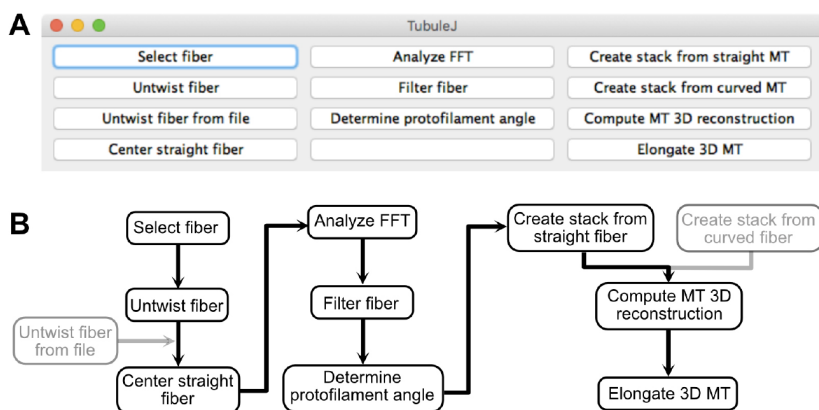 A
TubuleJ
Select fiber
Analyze FFT
Create stack from straight MT
Untwist fiber
Filter fiber
Create stack from curved MT
Untwist fiber from file
Determine protofilament angle
Compute MT 3D reconstruction
Center straight fiber
Elongate 3D MT
B
Select fiber
Untwist fiber
Untwist fiber
from file
Center straight
fiber
Analyze FFT
Filter fiber
Determine
protofilament angle
Create stack from
straight fiber
Create stack from
curved fiber
Compute MT 3D
reconstruction
Elongate 3D MT